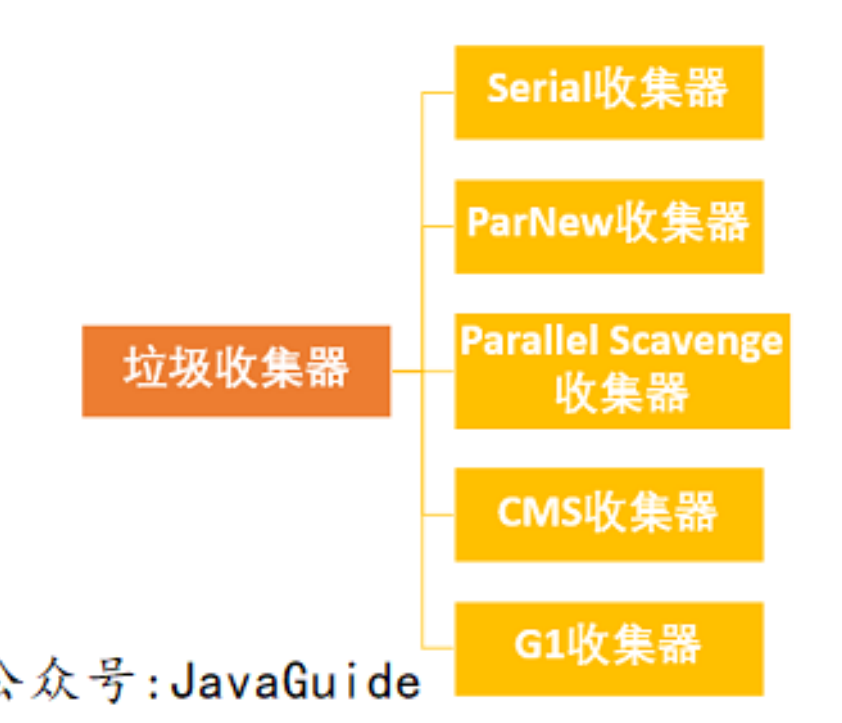 Serial收集器
ParNew收集器
Parallel Scavenge
收集器
垃圾收集器
CMS收集器
G1收集器
公众号:JavaGuide